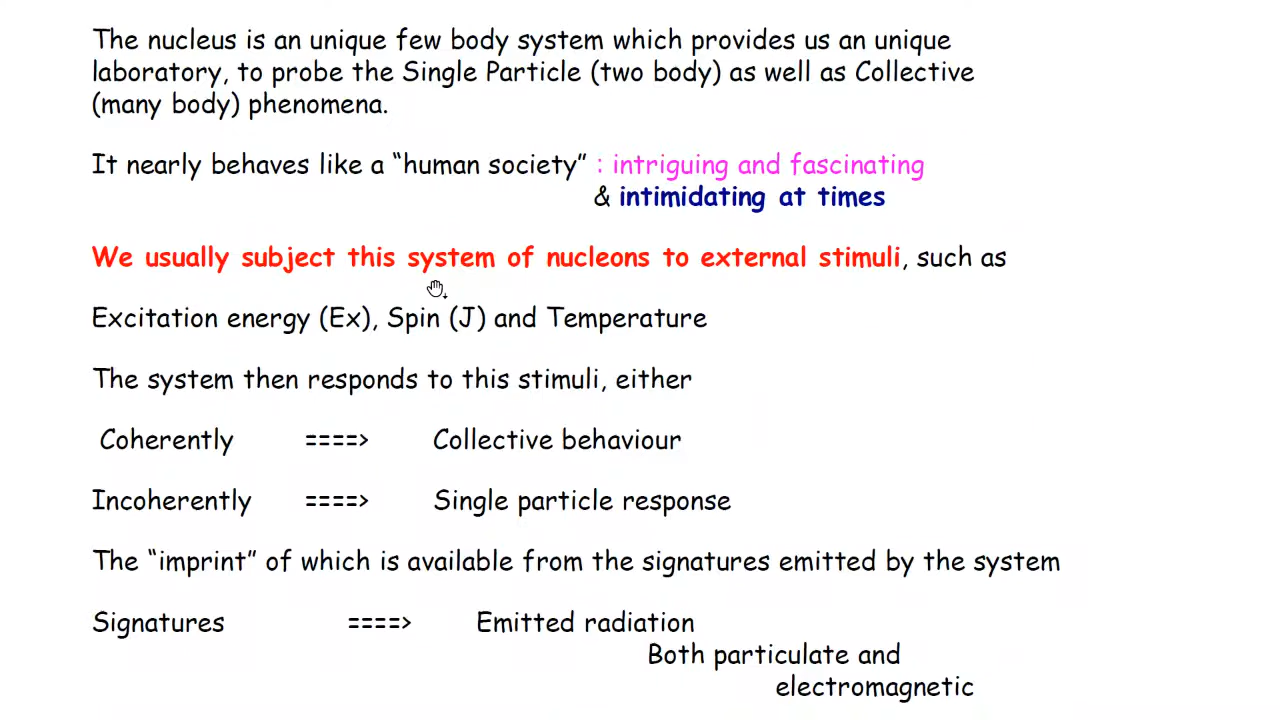 The nucleus is an unique few body system which provides us an unique
laboratory, to probe the Single Particle (two body) as well as Collective
(many body) phenomena.
It nearly behaves like a “human society” : intriguing and fascinating
& intimidating at times
We usually subject this system of nucleons to external stimuli, such as
Excitation energy (Ex), Spin (J) and Temperature
The system then responds to this stimuli, either
Coherently ====> Collective behaviour
Incoherently ====> Single particle response
The “imprint” of which is available from the signatures emitted by the system
Signatures ====> Emitted radiation
Both particulate and
electromagnetic